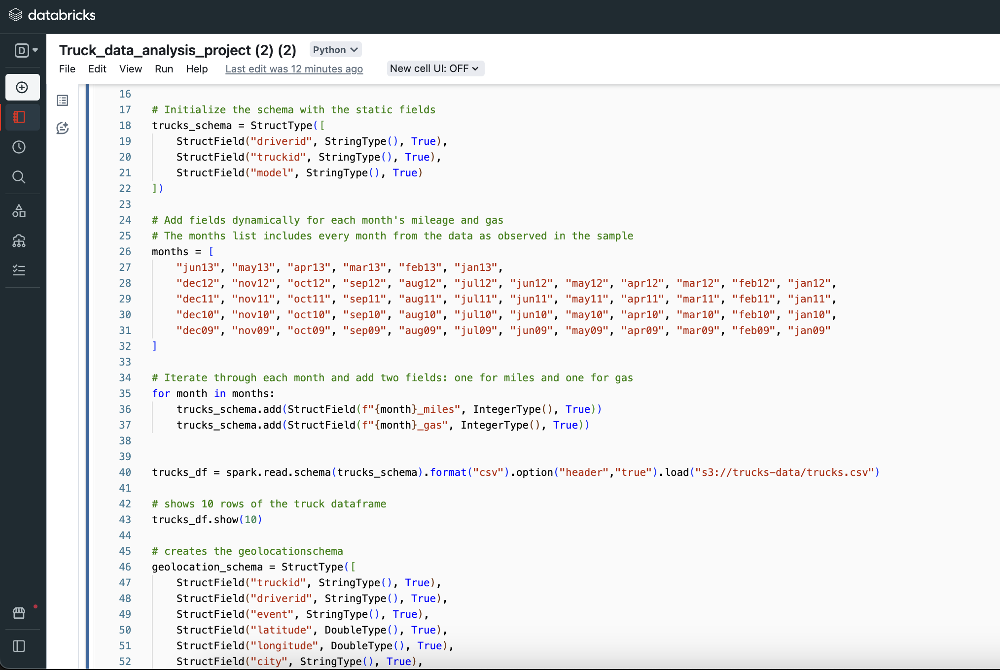 databricks
D
Truck_data_analysis_project (2) (2) Python
File Edit View Run Help Last edit was 12 minutes ago New cell UI: OFF
16
17 # Initialize the schema with the static fields
18 trucks_schema = StructType([
19     StructField("driverid", StringType(), True),
20     StructField("truckid", StringType(), True),
21     StructField("model", StringType(), True)
22 ])
23
24 # Add fields dynamically for each month's mileage and gas
25 # The months list includes every month from the data as observed in the sample
26 months = [
27     "jun13", "may13", "apr13", "mar13", "feb13", "jan13",
28     "dec12", "nov12", "oct12", "sep12", "aug12", "jul12", "jun12", "may12", "apr12", "mar12", "feb12", "jan12",
29     "dec11", "nov11", "oct11", "sep11", "aug11", "jul11", "jun11", "may11", "apr11", "mar11", "feb11", "jan11",
30     "dec10", "nov10", "oct10", "sep10", "aug10", "jul10", "jun10", "may10", "apr10", "mar10", "feb10", "jan10",
31     "dec09", "nov09", "oct09", "sep09", "aug09", "jul09", "jun09", "may09", "apr09", "mar09", "feb09", "jan09"
32 ]
33
34 # Iterate through each month and add two fields: one for miles and one for gas
35 for month in months:
36     trucks_schema.add(StructField(f"{month}_miles", IntegerType(), True))
37     trucks_schema.add(StructField(f"{month}_gas", IntegerType(), True))
38
39
40 trucks_df = spark.read.schema(trucks_schema).format("csv").option("header","true").load("s3://trucks-data/trucks.csv")
41
42 # shows 10 rows of the truck dataframe
43 trucks_df.show(10)
44
45 # creates the geolocationschema
46 geolocation_schema = StructType([
47     StructField("truckid", StringType(), True),
48     StructField("driverid", StringType(), True),
49     StructField("event", StringType(), True),
50     StructField("latitude", DoubleType(), True),
51     StructField("longitude", DoubleType(), True),
52     StructField("city", StringType(), True),